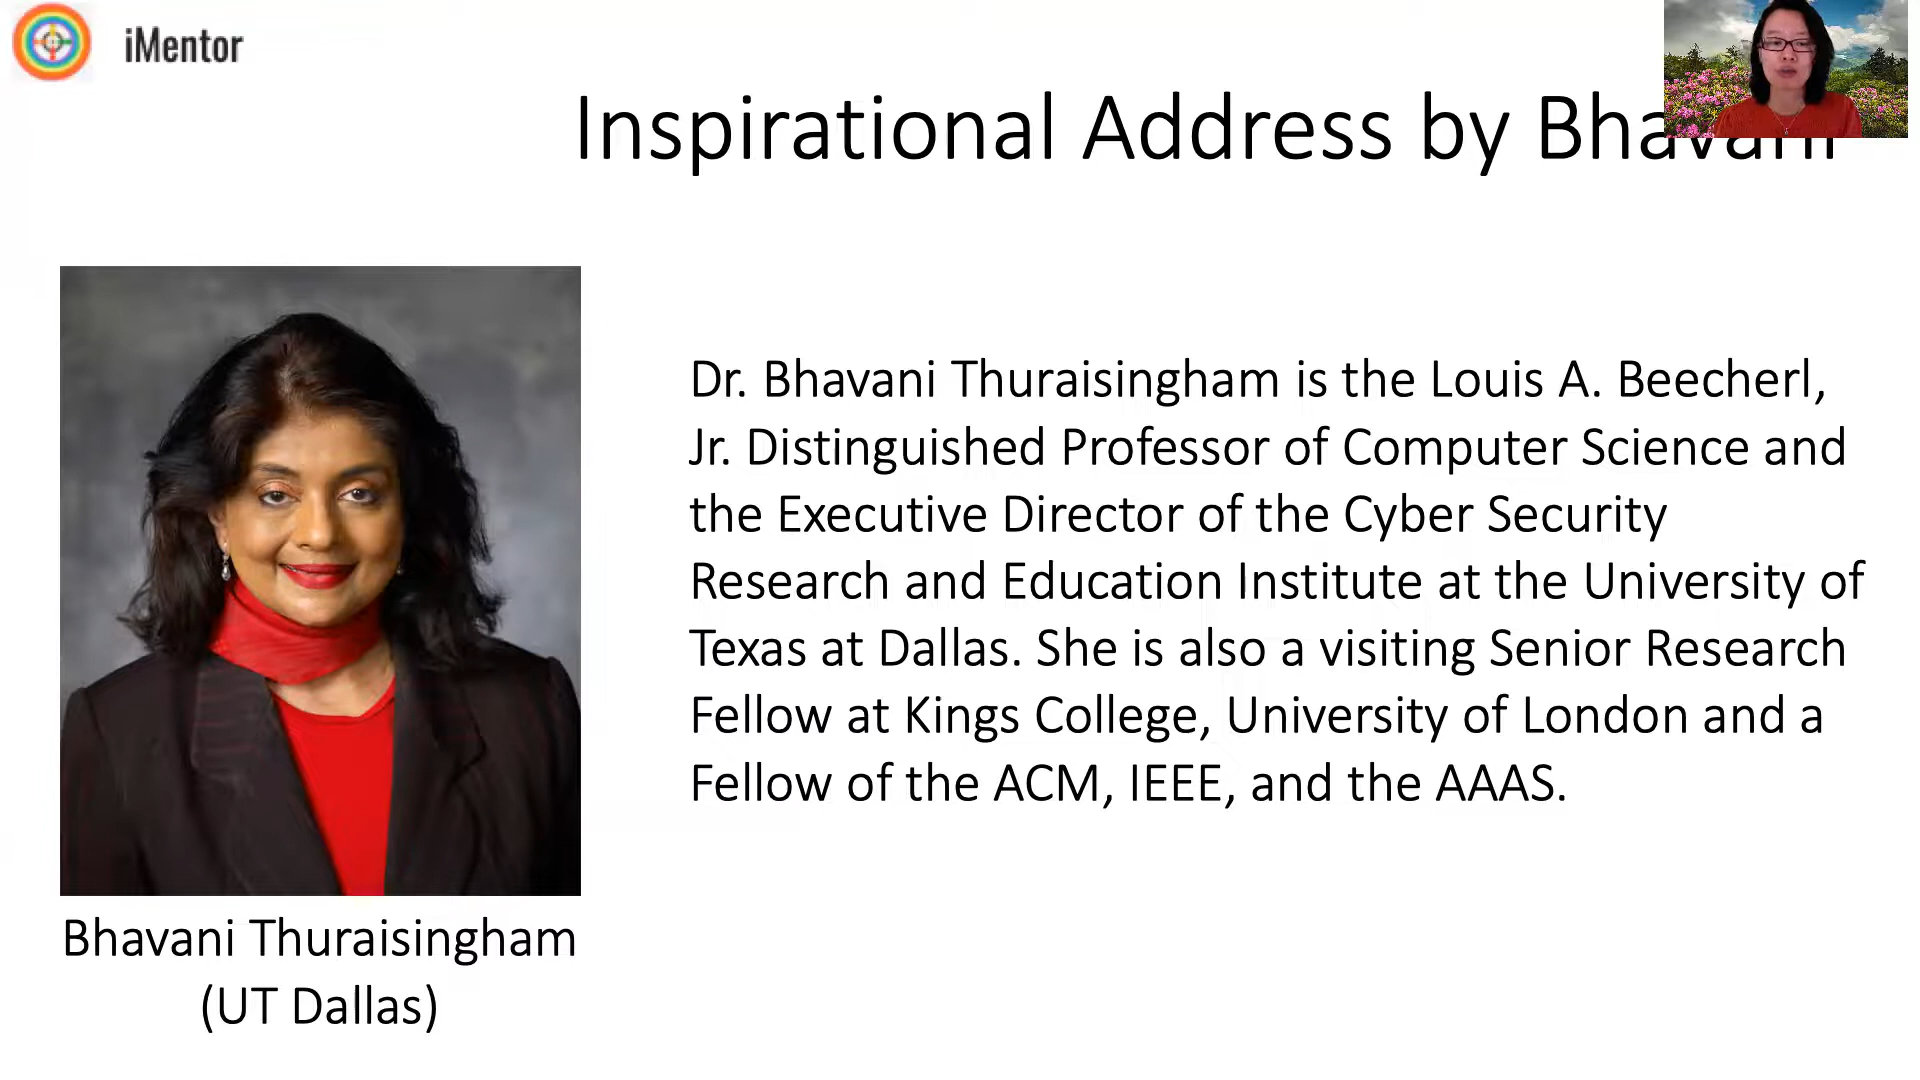 iMentor
Inspirational Address by Bhavani
Dr. Bhavani Thuraisingham is the Louis A. Beecherl,
Jr. Distinguished Professor of Computer Science and
the Executive Director of the Cyber Security
Research and Education Institute at the University of
Texas at Dallas. She is also a visiting Senior Research
Fellow at Kings College, University of London and a
Fellow of the ACM, IEEE, and the AAAS.
Bhavani Thuraisingham
(UT Dallas)